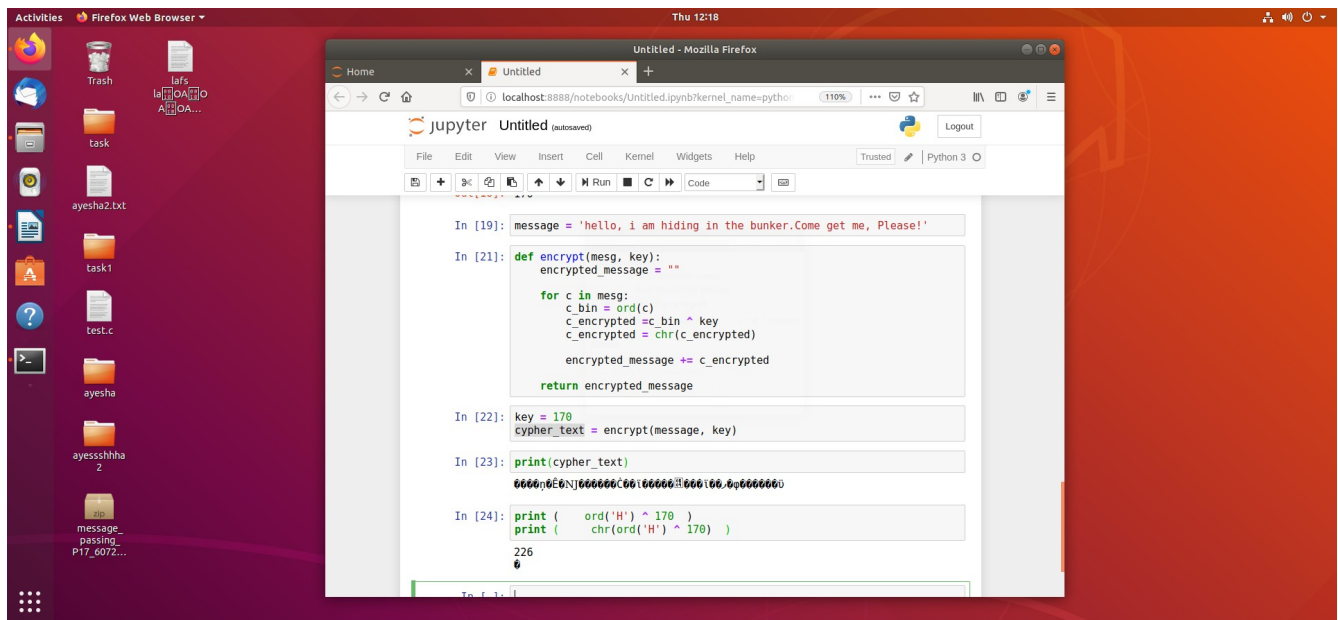 Activities
Firefox Web Browser
Thu 12:18
Trash
lafs
task
ayesha2.txt
task1
test.c
ayesha
ayessshhha
2
zip
message_
passing_
P17_6072...
Untitled - Mozilla Firefox
Home
Untitled
localhost:8888/notebooks/Untitled.ipynb?kernel_name=python
110%
jupyter Untitled (autosaved)
Logout
File Edit View Insert Cell Kernel Widgets Help
Trusted
Python 3
Run
Code
In [19]: message = 'hello, i am hiding in the bunker.Come get me, Please!'
In [21]: def encrypt(mesg, key):
encrypted_message = ""
for c in mesg:
c_bin = ord(c)
c_encrypted =c_bin ^ key
c_encrypted = chr(c_encrypted)
encrypted_message += c_encrypted
return encrypted_message
In [22]: key = 170
cypher_text = encrypt(message, key)
In [23]: print(cypher_text)
In [24]: print ( ord('H') ^ 170 )
print ( chr(ord('H') ^ 170) )
226
�
In [ ]: